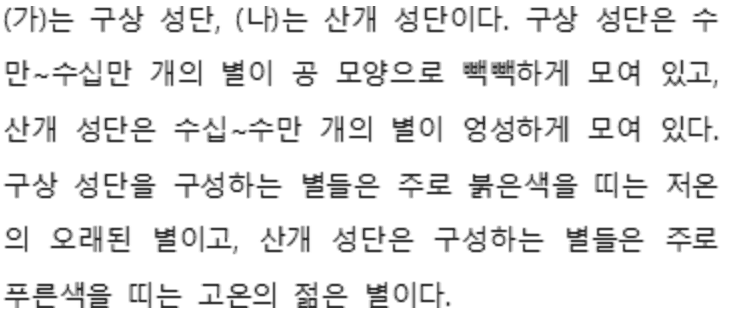 (가)는 구상 성단, (나)는 산개 성단이다. 구상 성단은 수
만~수십만 개의 별이 공 모양으로 빽빽하게 모여 있고,
산개 성단은 수십~수만 개의 별이 엉성하게 모여 있다.
구상 성단을 구성하는 별들은 주로 붉은색을 띠는 저온
의 오래된 별이고, 산개 성단은 구성하는 별들은 주로
푸른색을 띠는 고온의 젊은 별이다.